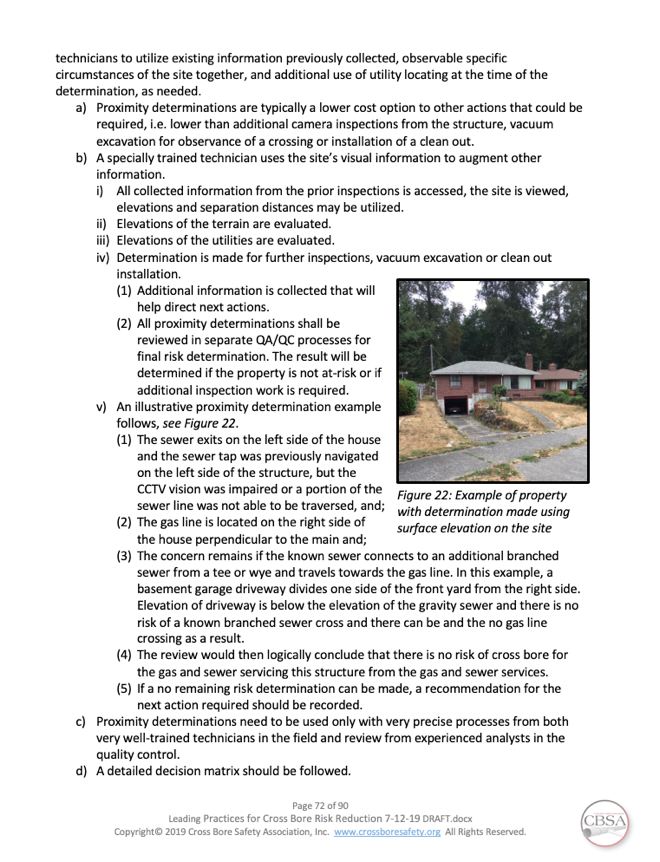 technicians to utilize existing information previously collected, observable specific
circumstances of the site together, and additional use of utility locating at the time of the
determination, as needed.
a) Proximity determinations are typically a lower cost option to other actions that could be
required, i.e. lower than additional camera inspections from the structure, vacuum
excavation for observance of a crossing or installation of a clean out.
b) A specially trained technician uses the site's visual information to augment other
information.
i) All collected information from the prior inspections is accessed, the site is viewed,
elevations and separation distances may be utilized.
ii) Elevations of the terrain are evaluated.
iii) Elevations of the utilities are evaluated.
iv) Determination is made for further inspections, vacuum excavation or clean out
installation.
(1) Additional information is collected that will
help direct next actions.
(2) All proximity determinations shall be
reviewed in separate QA/QC processes for
final risk determination. The result will be
determined if the property is not at-risk or if
additional inspection work is required.
v) An illustrative proximity determination example
follows, see Figure 22.
(1) The sewer exits on the left side of the house
and the sewer tap was previously navigated
on the left side of the structure, but the
CCTV vision was impaired or a portion of the
sewer line was not able to be traversed, and;
(2) The gas line is located on the right side of
the house perpendicular to the main and;
Figure 22: Example of property
with determination made using
surface elevation on the site
(3) The concern remains if the known sewer connects to an additional branched
sewer from a tee or wye and travels towards the gas line. In this example, a
basement garage driveway divides one side of the front yard from the right side.
Elevation of driveway is below the elevation of the gravity sewer and there is no
risk of a known branched sewer cross and there can be and the no gas line
crossing as a result.
(4) The review would then logically conclude that there is no risk of cross bore for
the gas and sewer servicing this structure from the gas and sewer services.
(5) If a no remaining risk determination can be made, a recommendation for the
next action required should be recorded.
c) Proximity determinations need to be used only with very precise processes from both
very well-trained technicians in the field and review from experienced analysts in the
quality control.
d) A detailed decision matrix should be followed.
Page 72 of 90
Leading Practices for Cross Bore Risk Reduction 7-12-19 DRAFT.docx
Copyright© 2019 Cross Bore Safety Association, Inc. www.crossboresafety.org All Rights Reserved.
CBSA